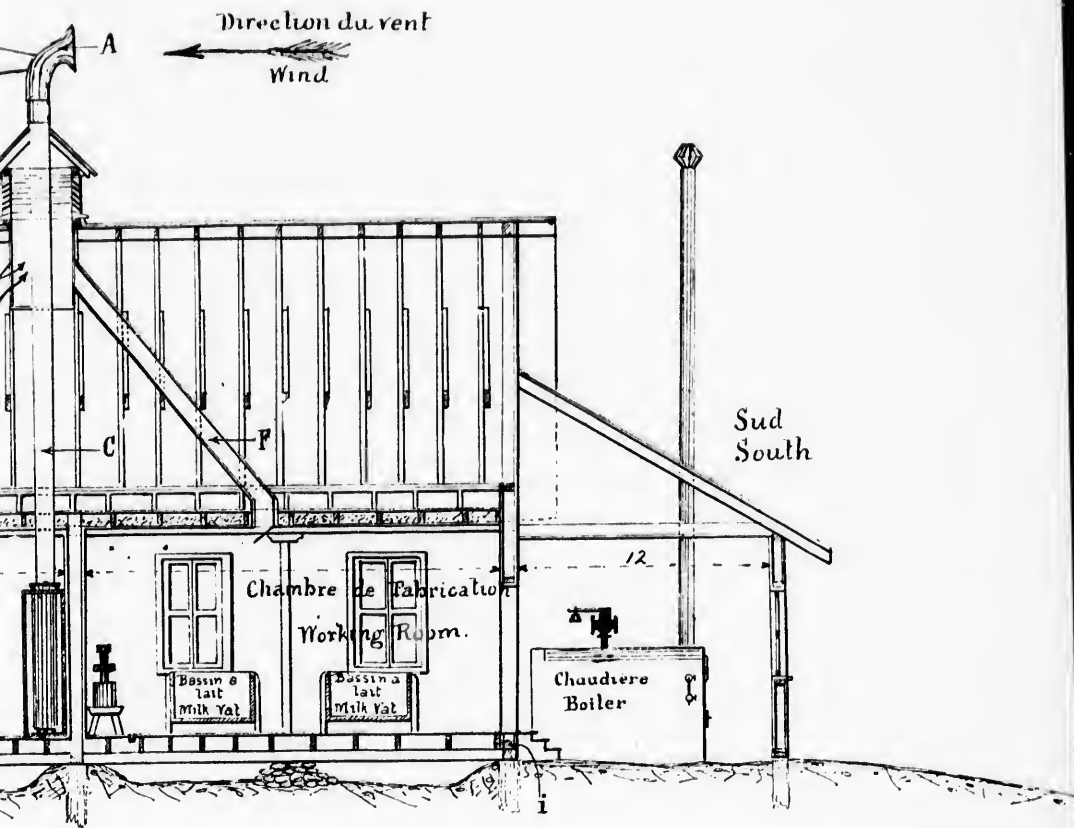 Direction du vent
A
Wind
C
F
Sud
South
12
Chambre de Fabrication
Working Room.
Bassin a
lait
Milk Vat
Bassin a
lait
Milk Vat
Chaudiere
Boiler
i